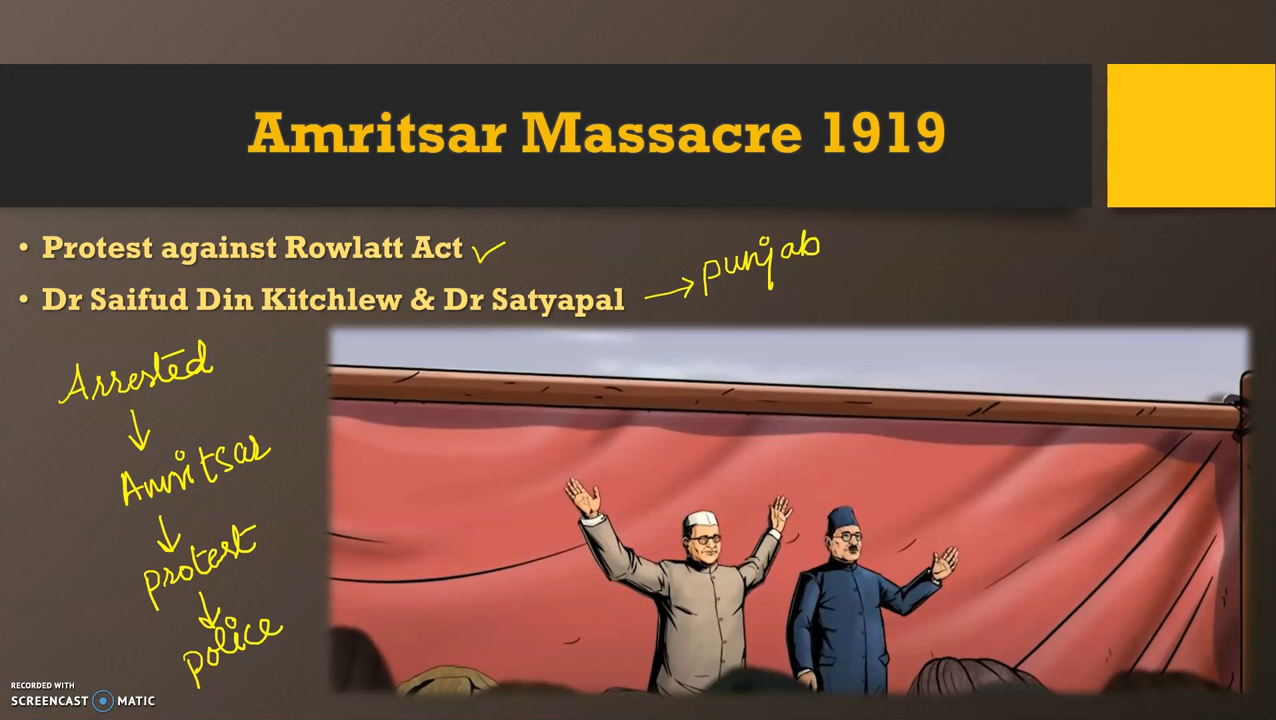 Amritsar Massacre 1919
• Protest against Rowlatt Act ✓
• Dr Saifud Din Kitchlew & Dr Satyapal → punjab
Arrested
↓
Amritsar
↓
protest
↓
police
RECORDED WITH
SCREENCAST MATIC